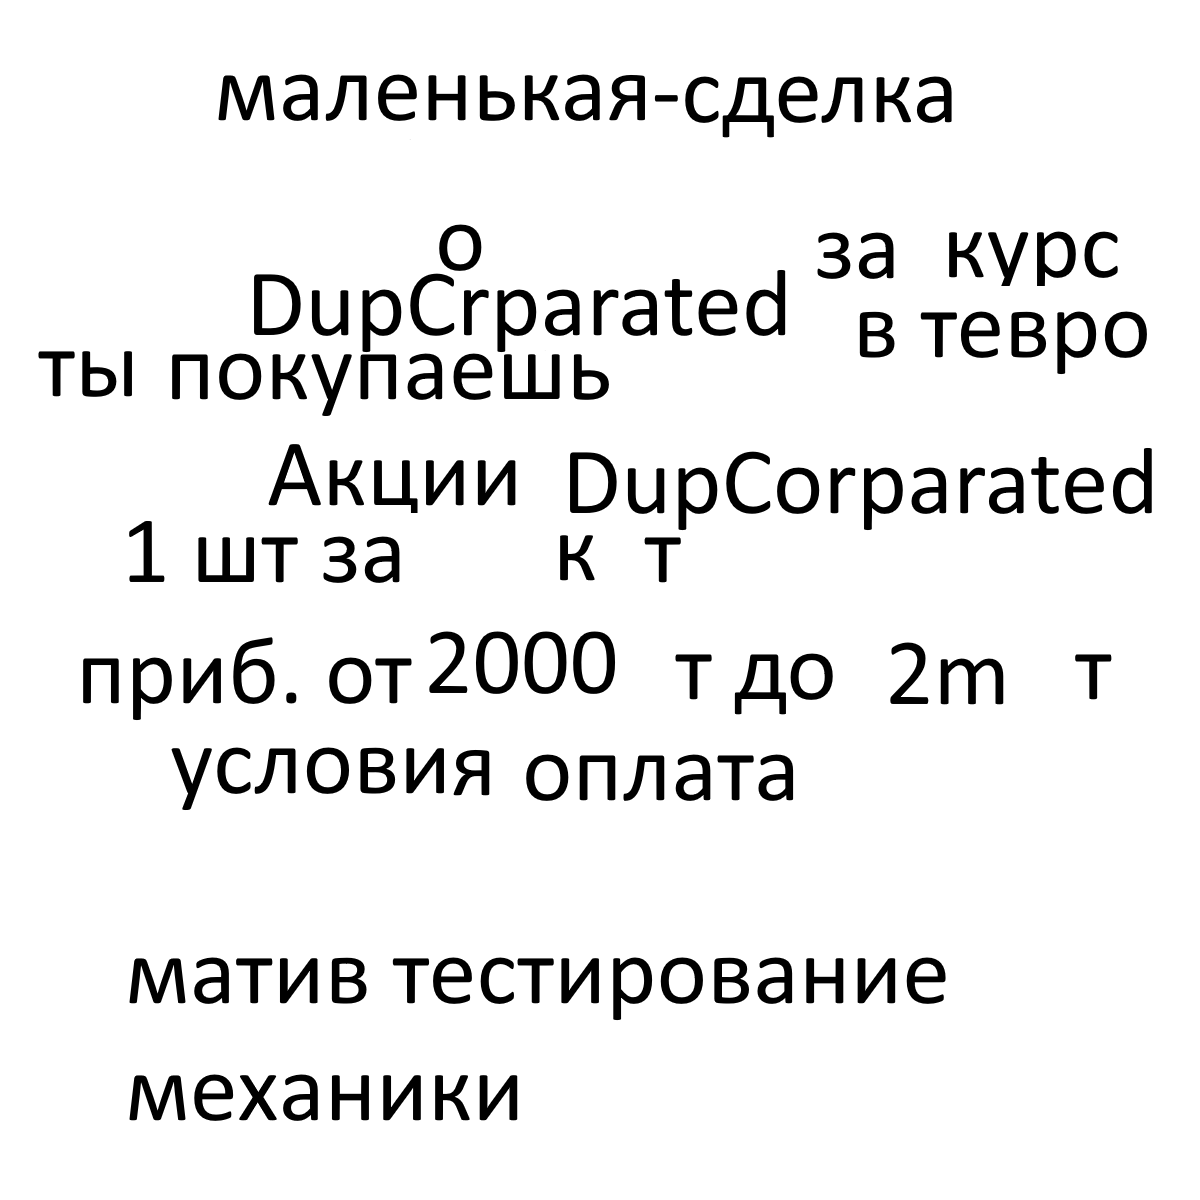 маленькая-сделка
о
DupCrparated за курс
в тевро
ты покупаешь
Акции DupCorparated
1 шт за к т
приб. от 2000 т до 2m т
условия оплата
матив тестирование
механики